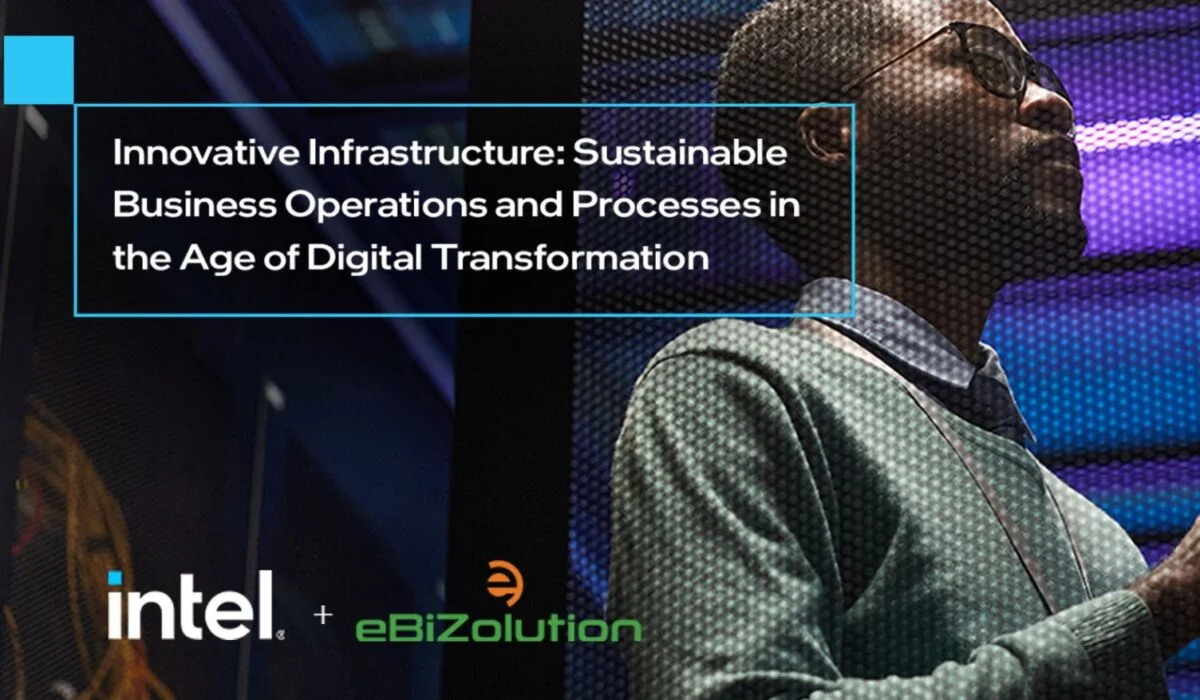 Innovative Infrastructure: Sustainable
Business Operations and Processes in
the Age of Digital Transformation
intel® + eBiZolution